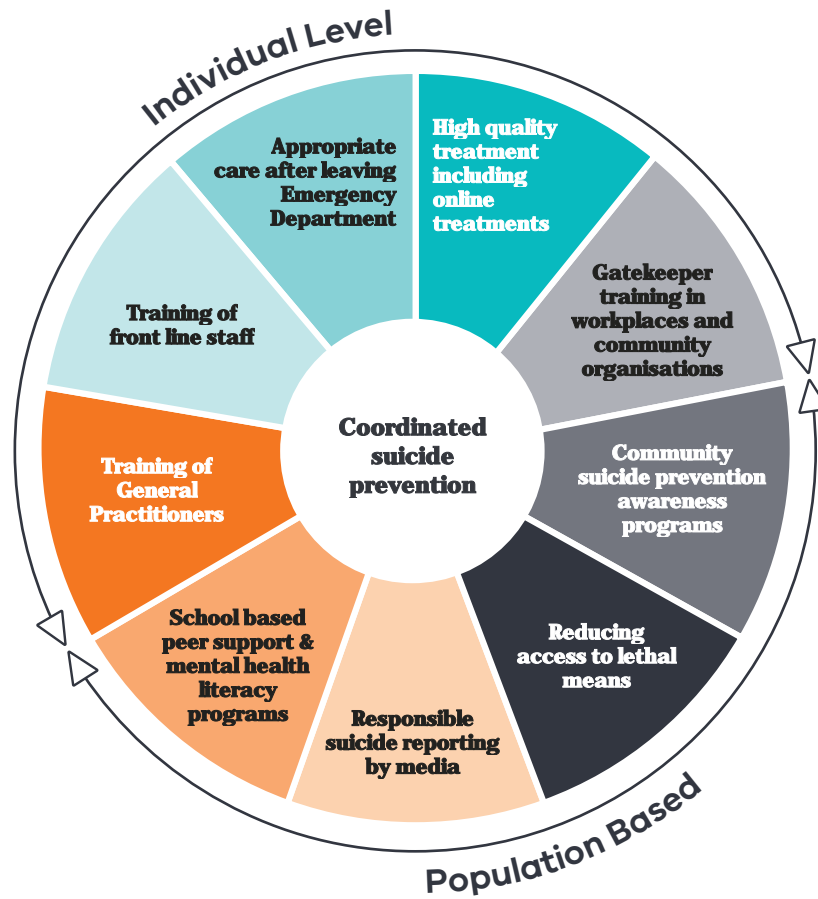 Individual Level
High quality
treatment
including
online
treatments
Gatekeeper
training in
workplaces and
community
organisations
Community
suicide prevention
awareness
programs
Reducing
access to lethal
means
Responsible
suicide reporting
by media
School based
peer support &
mental health
literacy
programs
Training of
General
Practitioners
Training of
front line staff
Appropriate
care after leaving
Emergency
Department
Coordinated
suicide
prevention
Population Based